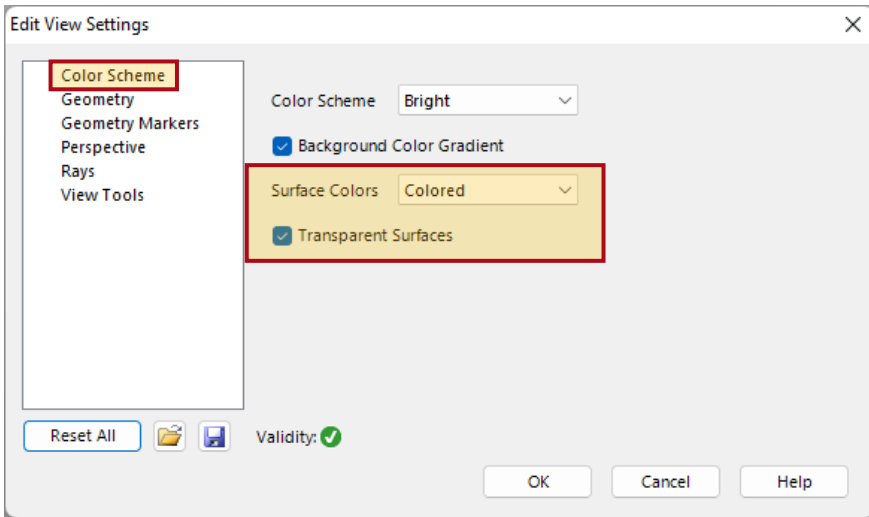 Edit View Settings
Color Scheme
Geometry
Geometry Markers
Perspective
Rays
View Tools
Color Scheme Bright
Background Color Gradient
Surface Colors Colored
Transparent Surfaces
Reset All Validity:
OK Cancel Help